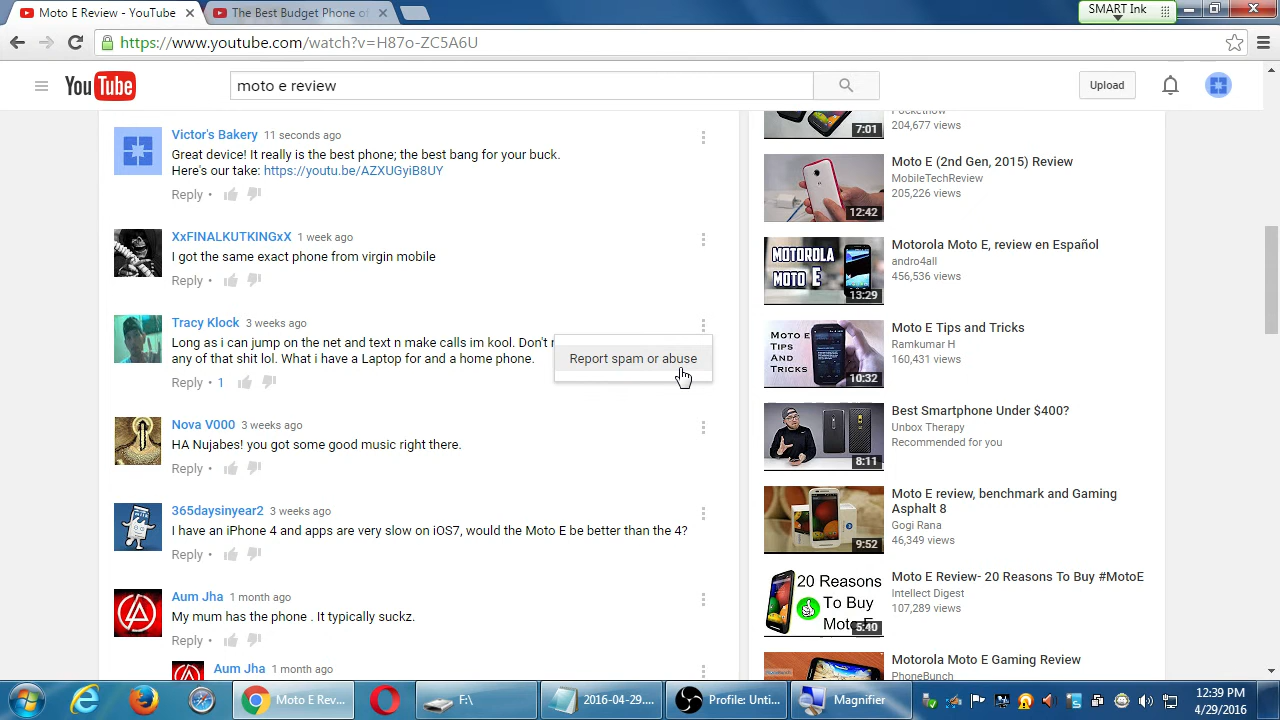 Moto E Review - YouTube
The Best Budget Phone of
SMART Ink
https://www.youtube.com/watch?v=H87o-ZC5A6U
YouTube
moto e review
Upload
Victor's Bakery 11 seconds ago
Great device! It really is the best phone; the best bang for your buck.
Here's our take: https://youtu.be/AZXUGyiB8UY
Reply •
XxFINALKUTKINGxX 1 week ago
I got the same exact phone from virgin mobile
Reply •
Tracy Klock 3 weeks ago
Long as i can jump on the net and text n make calls im kool. Don't
any of that shit lol. What i have a Laptop for and a home phone.
Reply • 1
Report spam or abuse
Nova V000 3 weeks ago
HA Nujabes! you got some good music right there.
Reply •
365daysinyear2 3 weeks ago
I have an iPhone 4 and apps are very slow on iOS7, would the Moto E be better than the 4?
Reply •
Aum Jha 1 month ago
My mum has the phone . It typically suckz.
Reply •
Aum Jha 1 month ago
7:01
204,677 views
12:42
Moto E (2nd Gen, 2015) Review
MobileTechReview
205,226 views
MOTOROLA
MOTO E
13:29
Motorola Moto E, review en Español
andro4all
456,536 views
MOTO E
TIPS
AND
TRICKS
10:32
Moto E Tips and Tricks
Ramkumar H
160,431 views
8:11
Best Smartphone Under $400?
Unbox Therapy
Recommended for you
9:52
Moto E review, benchmark and Gaming
Asphalt 8
Gogi Rana
46,349 views
20 Reasons
To Buy
Moto E
5:40
Moto E Review- 20 Reasons To Buy #MotoE
Intellect Digest
107,289 views
Motorola Moto E Gaming Review
PhoneBunch
Moto E Rev...
F:\
2016-04-29....
Profile: Unti...
Magnifier
12:39 PM
4/29/2016